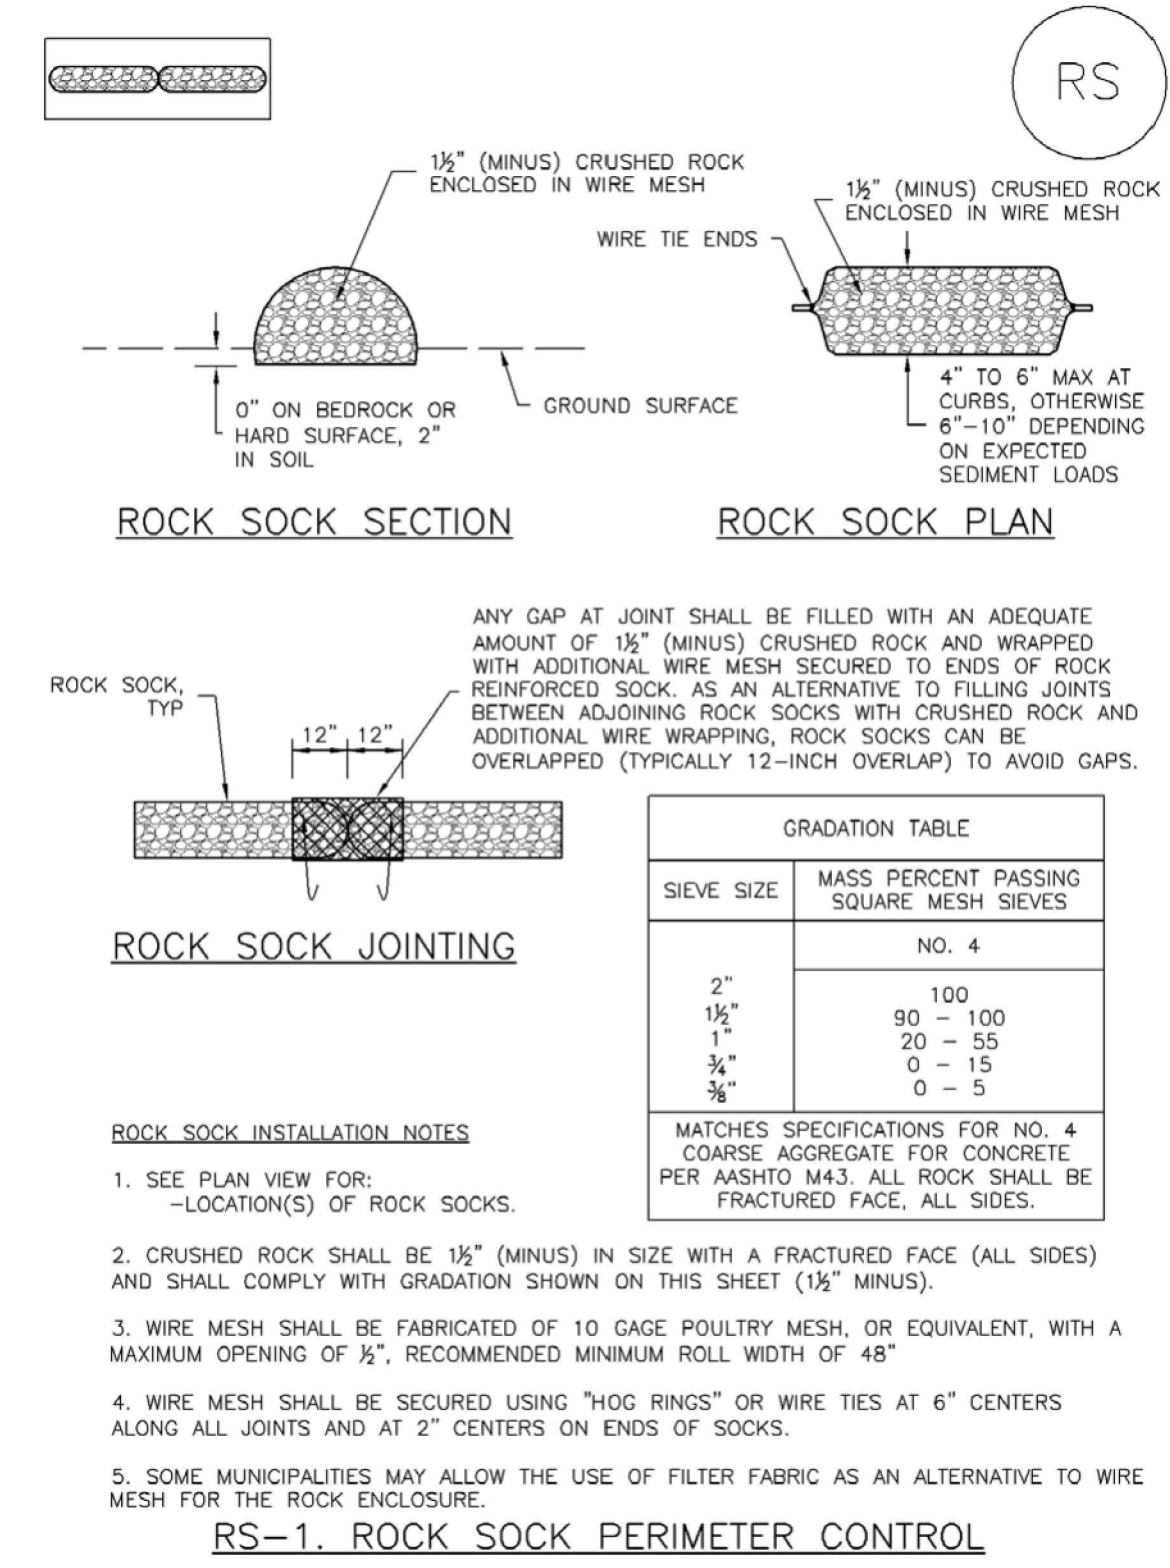 RS
1½" (MINUS) CRUSHED ROCK
ENCLOSED IN WIRE MESH
0" ON BEDROCK OR
HARD SURFACE, 2"
IN SOIL
GROUND SURFACE
ROCK SOCK SECTION
1½" (MINUS) CRUSHED ROCK
ENCLOSED IN WIRE MESH
WIRE TIE ENDS
4" TO 6" MAX AT
CURBS, OTHERWISE
6"-10" DEPENDING
ON EXPECTED
SEDIMENT LOADS
ROCK SOCK PLAN
ANY GAP AT JOINT SHALL BE FILLED WITH AN ADEQUATE
AMOUNT OF 1½" (MINUS) CRUSHED ROCK AND WRAPPED
WITH ADDITIONAL WIRE MESH SECURED TO ENDS OF ROCK
REINFORCED SOCK. AS AN ALTERNATIVE TO FILLING JOINTS
BETWEEN ADJOINING ROCK SOCKS WITH CRUSHED ROCK AND
ADDITIONAL WIRE WRAPPING, ROCK SOCKS CAN BE
OVERLAPPED (TYPICALLY 12-INCH OVERLAP) TO AVOID GAPS.
ROCK SOCK,
TYP
12" 12"
ROCK SOCK JOINTING
GRADATION TABLE
SIEVE SIZE
MASS PERCENT PASSING
SQUARE MESH SIEVES
NO. 4
2" 100
1½" 90 - 100
1" 20 - 55
¾" 0 - 15
⅜" 0 - 5
MATCHES SPECIFICATIONS FOR NO. 4
COARSE AGGREGATE FOR CONCRETE
PER AASHTO M43. ALL ROCK SHALL BE
FRACTURED FACE, ALL SIDES.
ROCK SOCK INSTALLATION NOTES
1. SEE PLAN VIEW FOR:
-LOCATION(S) OF ROCK SOCKS.
2. CRUSHED ROCK SHALL BE 1½" (MINUS) IN SIZE WITH A FRACTURED FACE (ALL SIDES)
AND SHALL COMPLY WITH GRADATION SHOWN ON THIS SHEET (1½" MINUS).
3. WIRE MESH SHALL BE FABRICATED OF 10 GAGE POULTRY MESH, OR EQUIVALENT, WITH A
MAXIMUM OPENING OF ½", RECOMMENDED MINIMUM ROLL WIDTH OF 48"
4. WIRE MESH SHALL BE SECURED USING "HOG RINGS" OR WIRE TIES AT 6" CENTERS
ALONG ALL JOINTS AND AT 2" CENTERS ON ENDS OF SOCKS.
5. SOME MUNICIPALITIES MAY ALLOW THE USE OF FILTER FABRIC AS AN ALTERNATIVE TO WIRE
MESH FOR THE ROCK ENCLOSURE.
RS-1. ROCK SOCK PERIMETER CONTROL